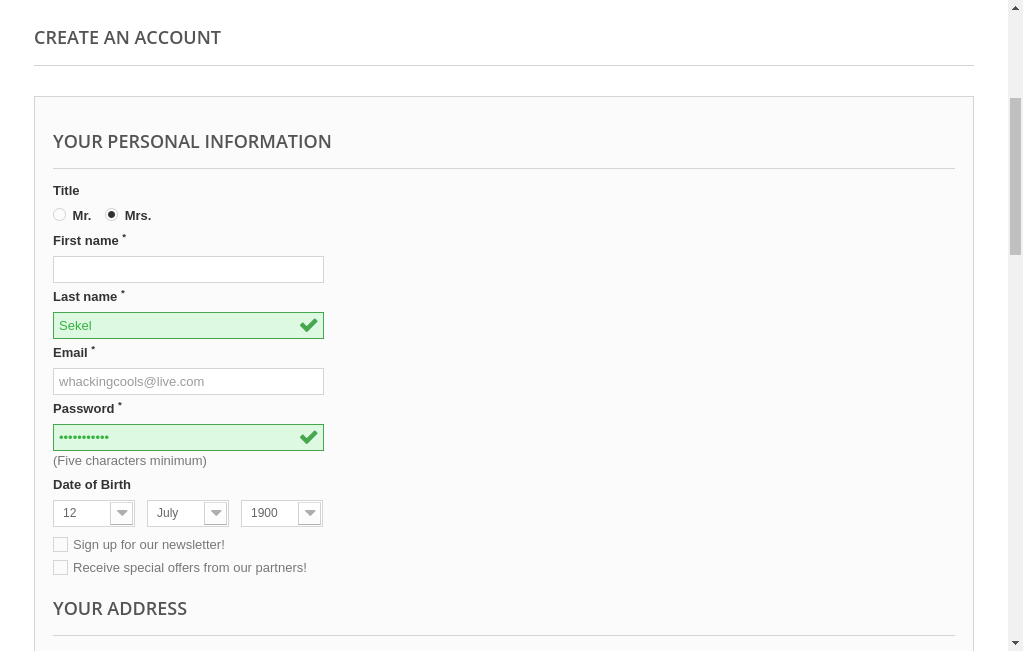 CREATE AN ACCOUNT
YOUR PERSONAL INFORMATION
Title
Mr. Mrs.
First name *
Last name *
Sekel
Email *
whackingcools@live.com
Password *
•••••••••••
(Five characters minimum)
Date of Birth
12 July 1900
Sign up for our newsletter!
Receive special offers from our partners!
YOUR ADDRESS